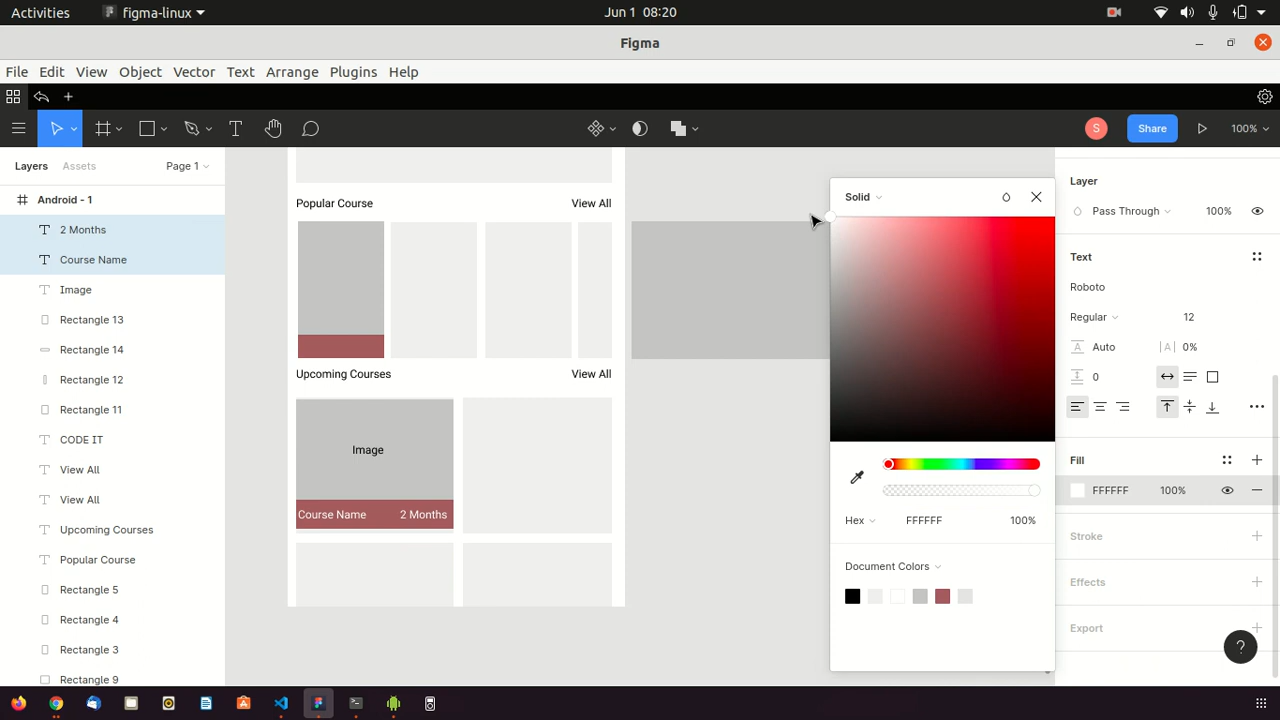 Activities
figma-linux
Jun 1 08:20
Figma
File Edit View Object Vector Text Arrange Plugins Help
S
Share
100%
Layers
Assets
Page 1
Android - 1
2 Months
Course Name
Image
Rectangle 13
Rectangle 14
Rectangle 12
Rectangle 11
CODE IT
View All
View All
Upcoming Courses
Popular Course
Rectangle 5
Rectangle 4
Rectangle 3
Rectangle 9
Popular Course
View All
Upcoming Courses
View All
Image
Course Name
2 Months
Solid
Hex
FFFFFF
100%
Document Colors
Layer
Pass Through
100%
Text
Roboto
Regular
12
A Auto
|A| 0%
0
Fill
FFFFFF
100%
Stroke
Effects
Export
?